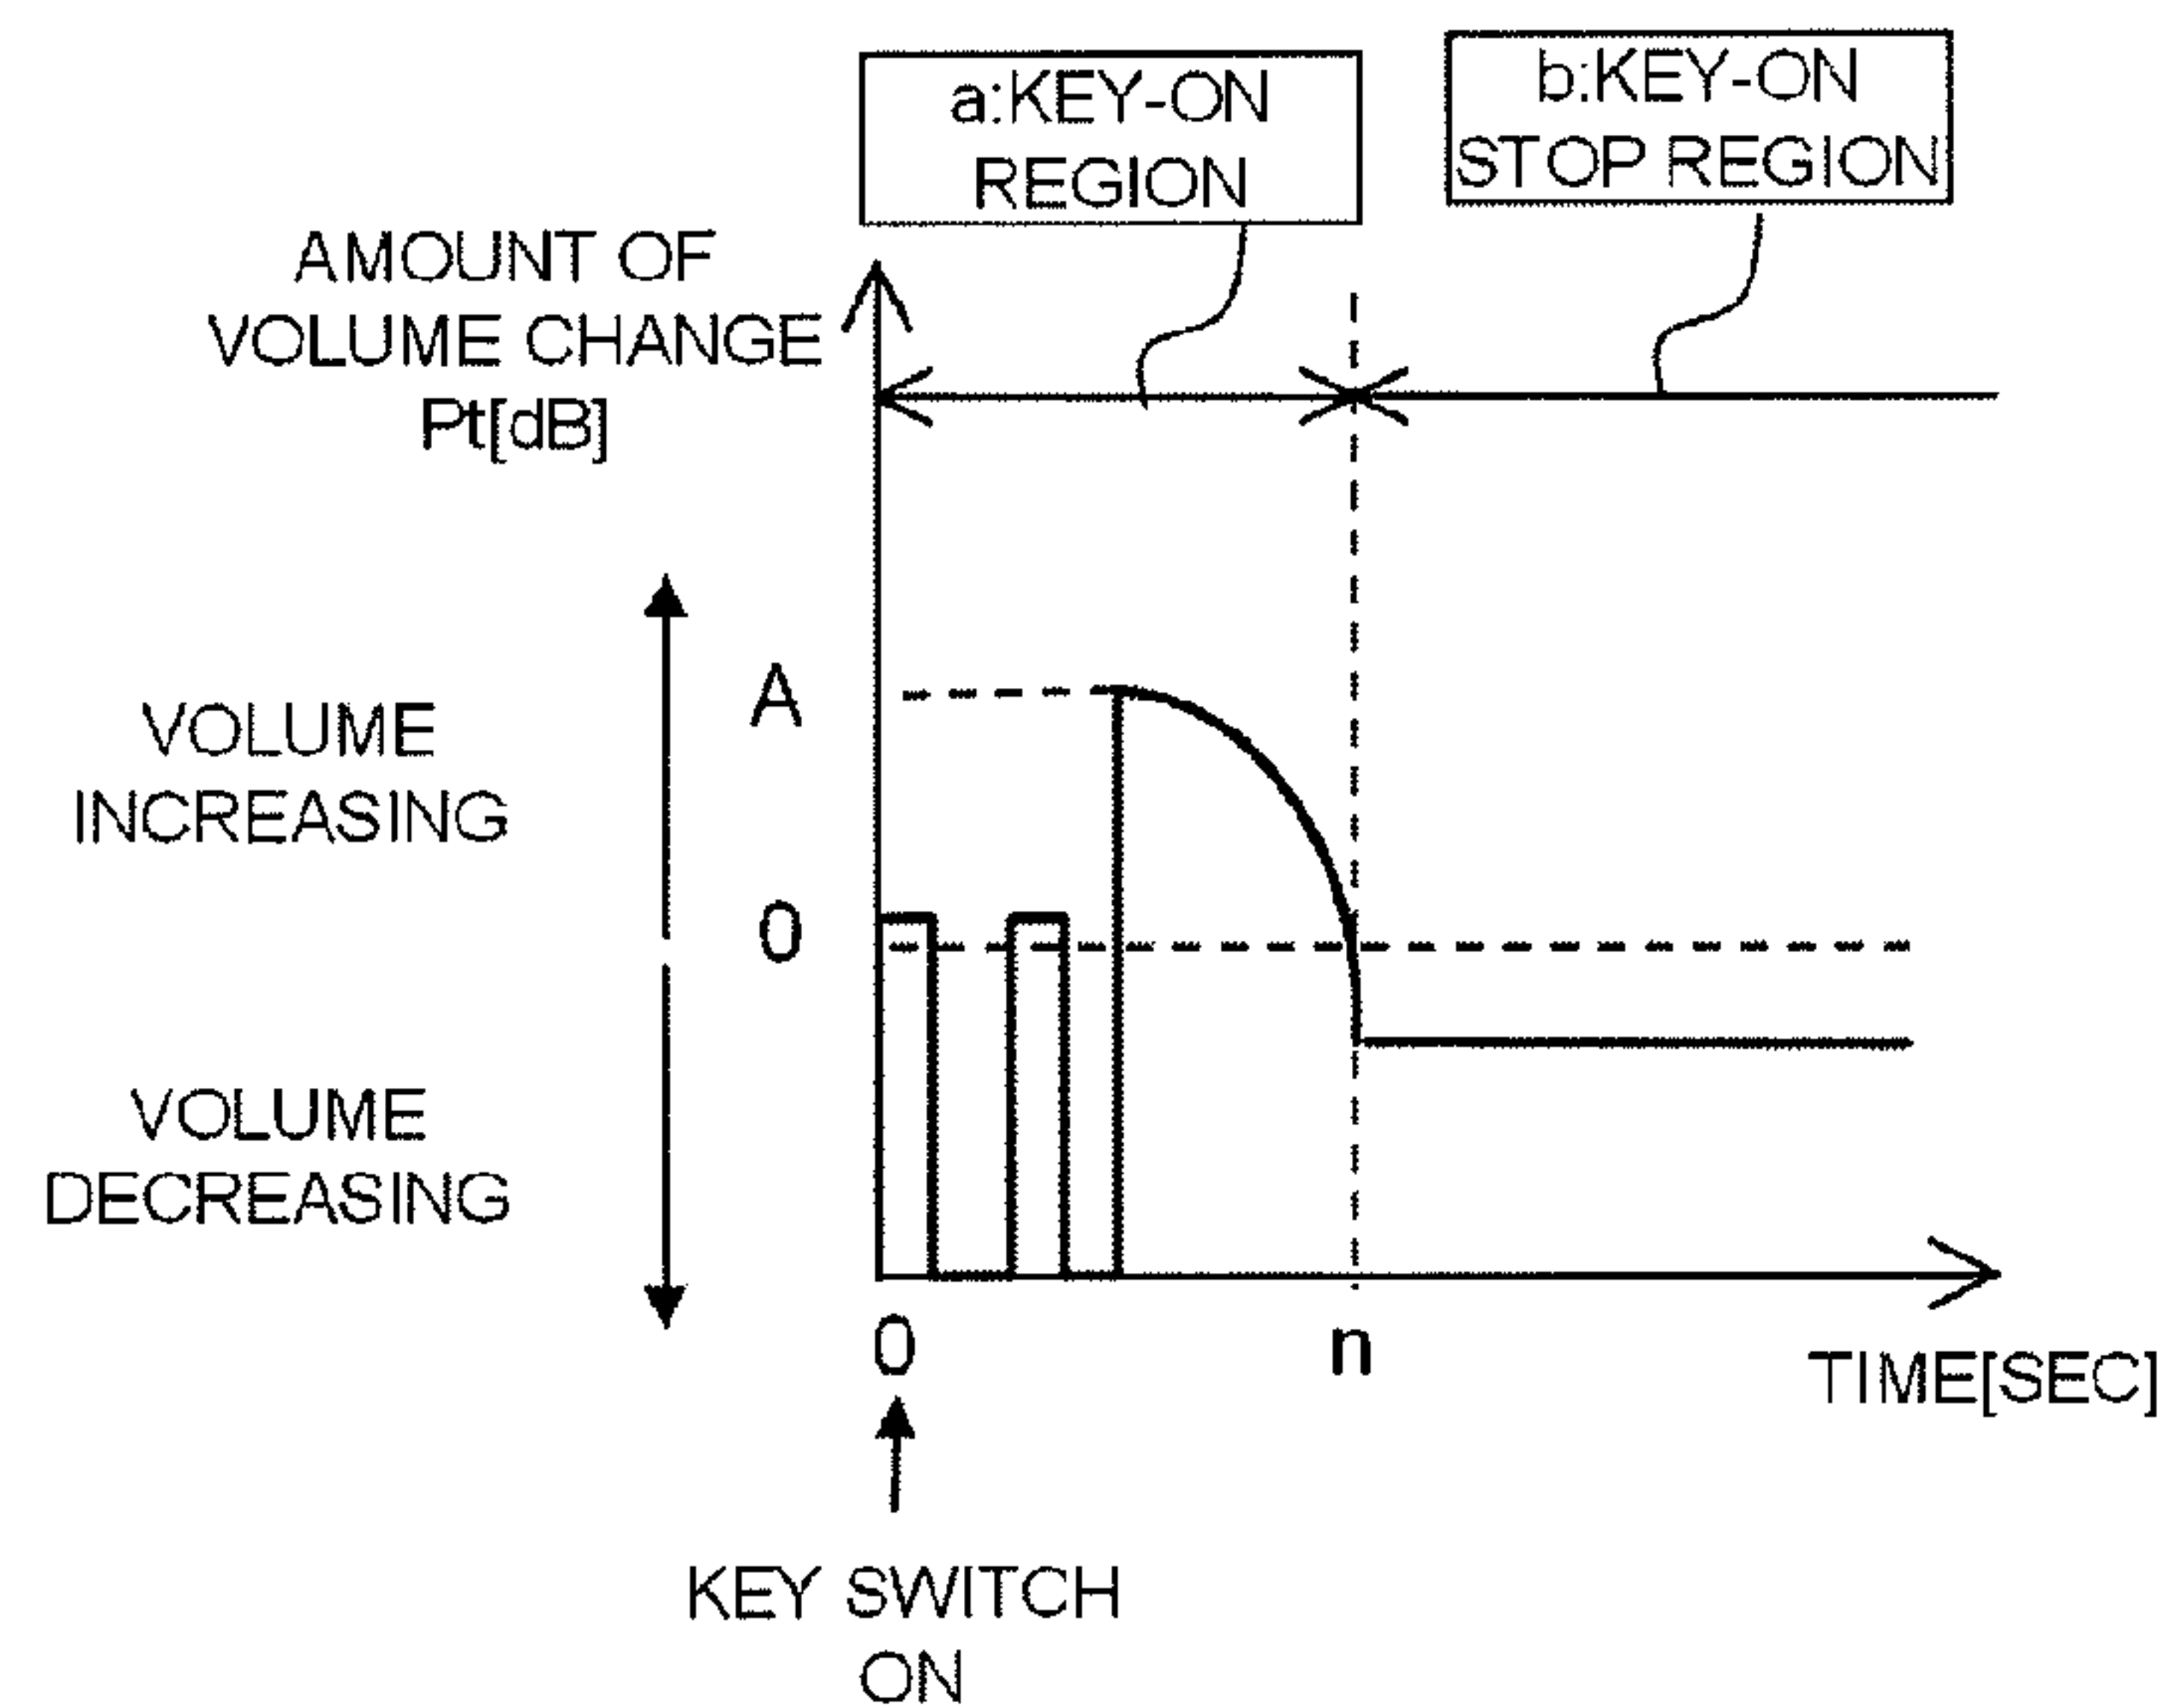 a:KEY-ON
REGION
b:KEY-ON
STOP REGION
AMOUNT OF
VOLUME CHANGE
Pt[dB]
A
VOLUME
INCREASING
0
VOLUME
DECREASING
0
n
TIME[SEC]
KEY SWITCH
ON